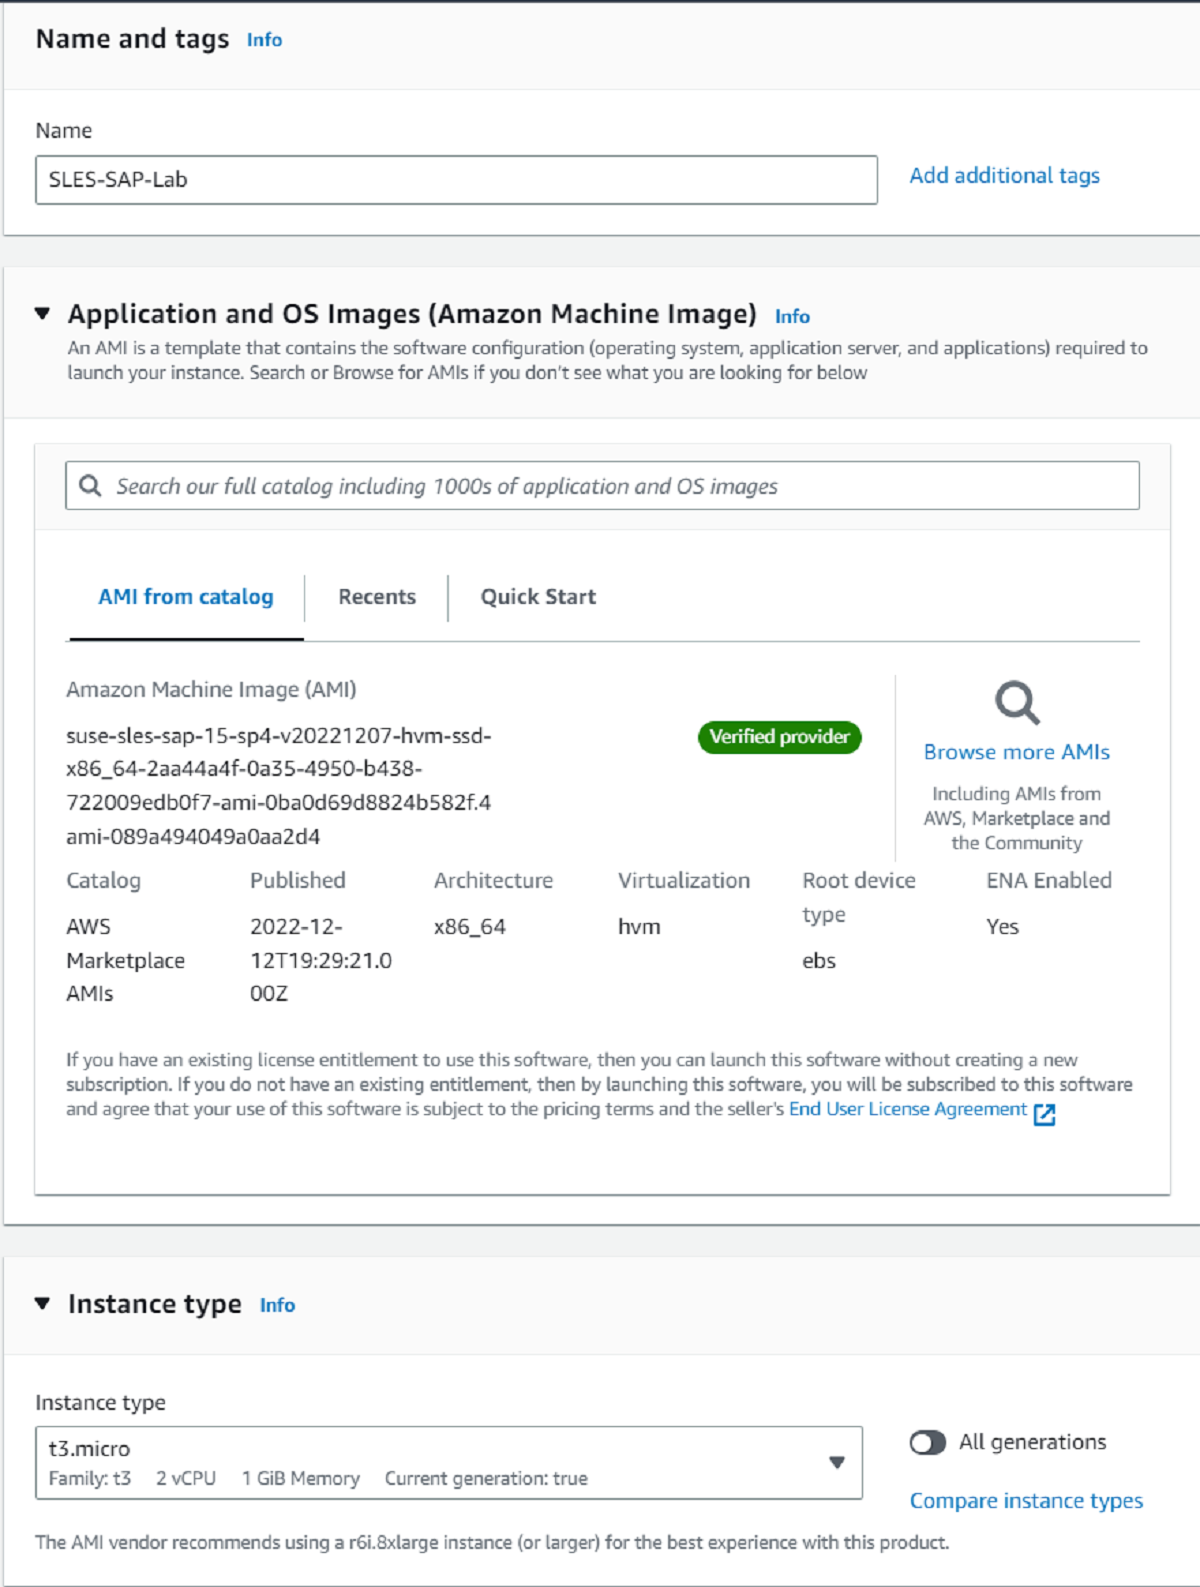 Name and tags Info
Name
SLES-SAP-Lab
Add additional tags
Application and OS Images (Amazon Machine Image) Info
An AMI is a template that contains the software configuration (operating system, application server, and applications) required to
launch your instance. Search or Browse for AMIs if you don't see what you are looking for below
Search our full catalog including 1000s of application and OS images
AMI from catalog Recents Quick Start
Amazon Machine Image (AMI)
suse-sles-sap-15-sp4-v20221207-hvm-ssd-
x86_64-2aa44a4f-0a35-4950-b438-
722009edb0f7-ami-0ba0d69d8824b582f.4
ami-089a494049a0aa2d4
Verified provider
Browse more AMIs
Including AMIs from
AWS, Marketplace and
the Community
Catalog
AWS
Marketplace
AMIs
Published
2022-12-
12T19:29:21.0
00Z
Architecture
x86_64
Virtualization
hvm
Root device
type
ebs
ENA Enabled
Yes
If you have an existing license entitlement to use this software, then you can launch this software without creating a new
subscription. If you do not have an existing entitlement, then by launching this software, you will be subscribed to this software
and agree that your use of this software is subject to the pricing terms and the seller's End User License Agreement
Instance type Info
Instance type
t3.micro
Family: t3 2 vCPU 1 GiB Memory Current generation: true
All generations
Compare instance types
The AMI vendor recommends using a r6i.8xlarge instance (or larger) for the best experience with this product.